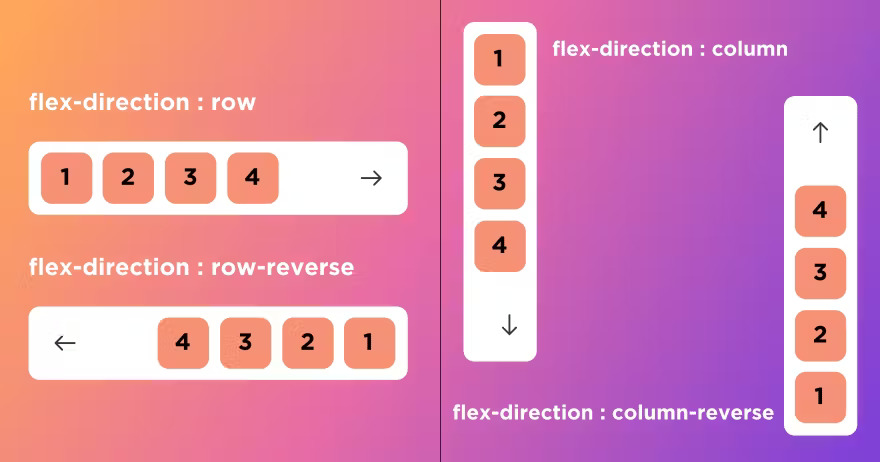 flex-direction : row
1 2 3 4 →
flex-direction : row-reverse
← 4 3 2 1
flex-direction : column
1
2
3
4
↓
↑
4
3
2
1
flex-direction : column-reverse